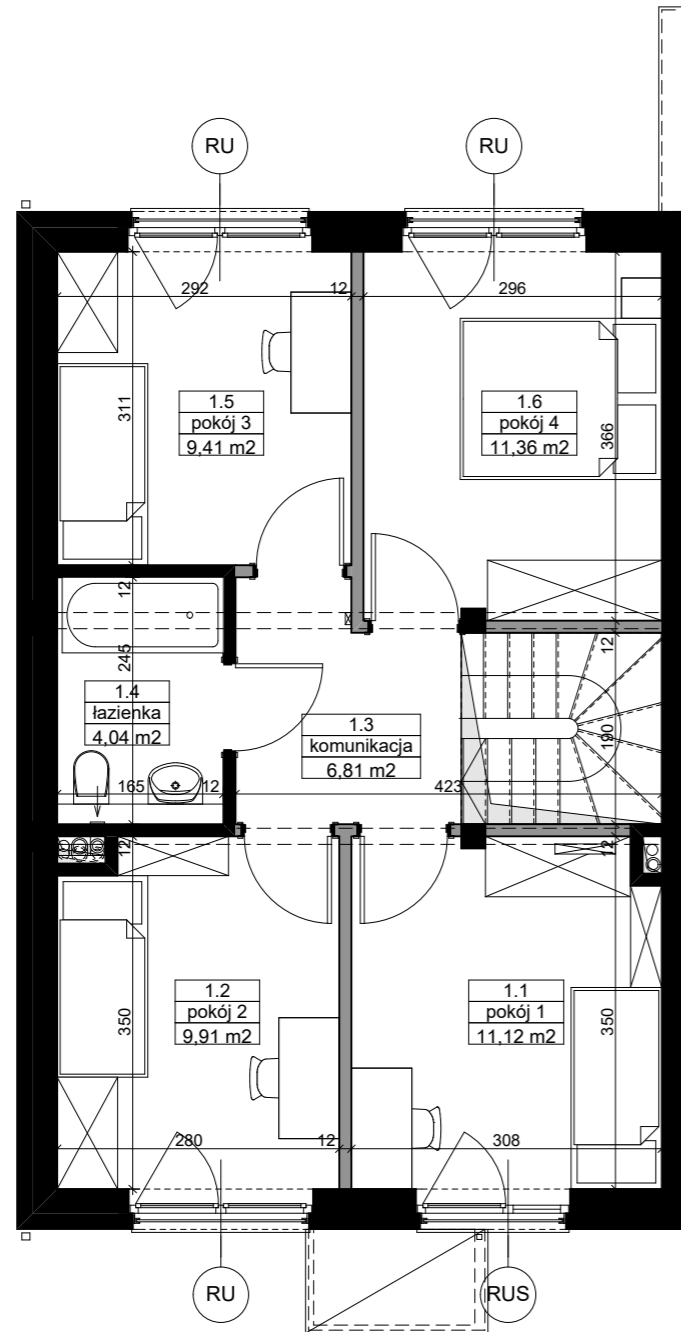 RU
RU
292
12
296
311
1.5
pokój 3
9,41 m2
1.6
pokój 4
11,36 m2
366
12
245
12
1.4
łazienka
4,04 m2
1.3
komunikacja
6,81 m2
190
165
12
423
12
12
1.2
pokój 2
9,91 m2
1.1
pokój 1
11,12 m2
350
350
280
12
308
RU
RUS